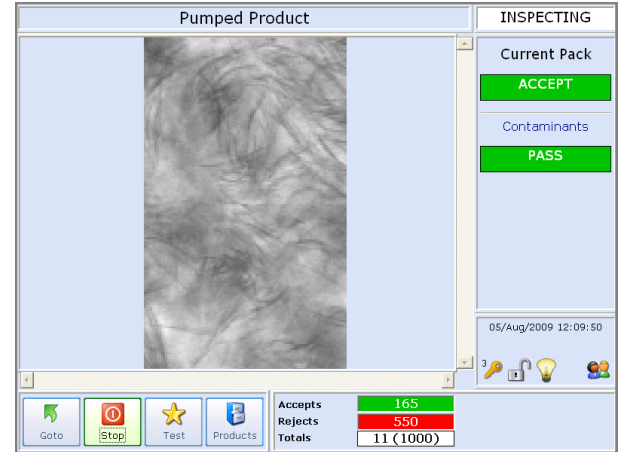 Pumped Product
INSPECTING
Current Pack
ACCEPT
Contaminants
PASS
05/Aug/2009 12:09:50
3
Goto
Stop
Test
Products
Accepts 165
Rejects 550
Totals 11 (1000)